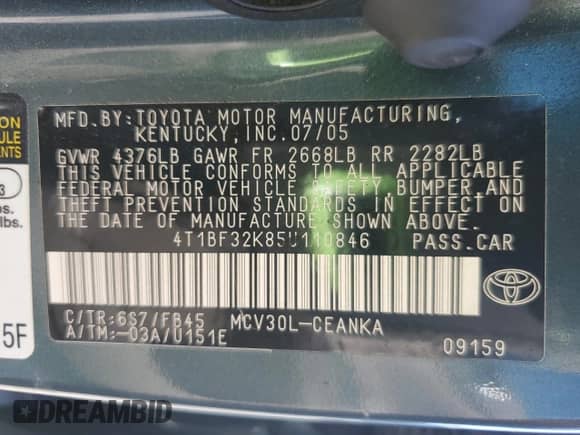 MFD.BY:TOYOTA MOTOR MANUFACTURING,
KENTUCKY,INC.07/05
GVWR 4376LB GAWR FR 2668LB RR 2282LB
THIS VEHICLE CONFORMS TO ALL APPLICABLE
FEDERAL MOTOR VEHICLE SAFETY BUMPER,AND
THEFT PREVENTION STANDARDS IN EFFECT ON
THE DATE OF MANUFACTURE SHOWN ABOVE.
4T1BF32K85U110846 PASS.CAR
C/TR:6S7/FB45 MCV30L-CEANKA
A/TM:-03A/U151E
09159
5F
DREAMBID